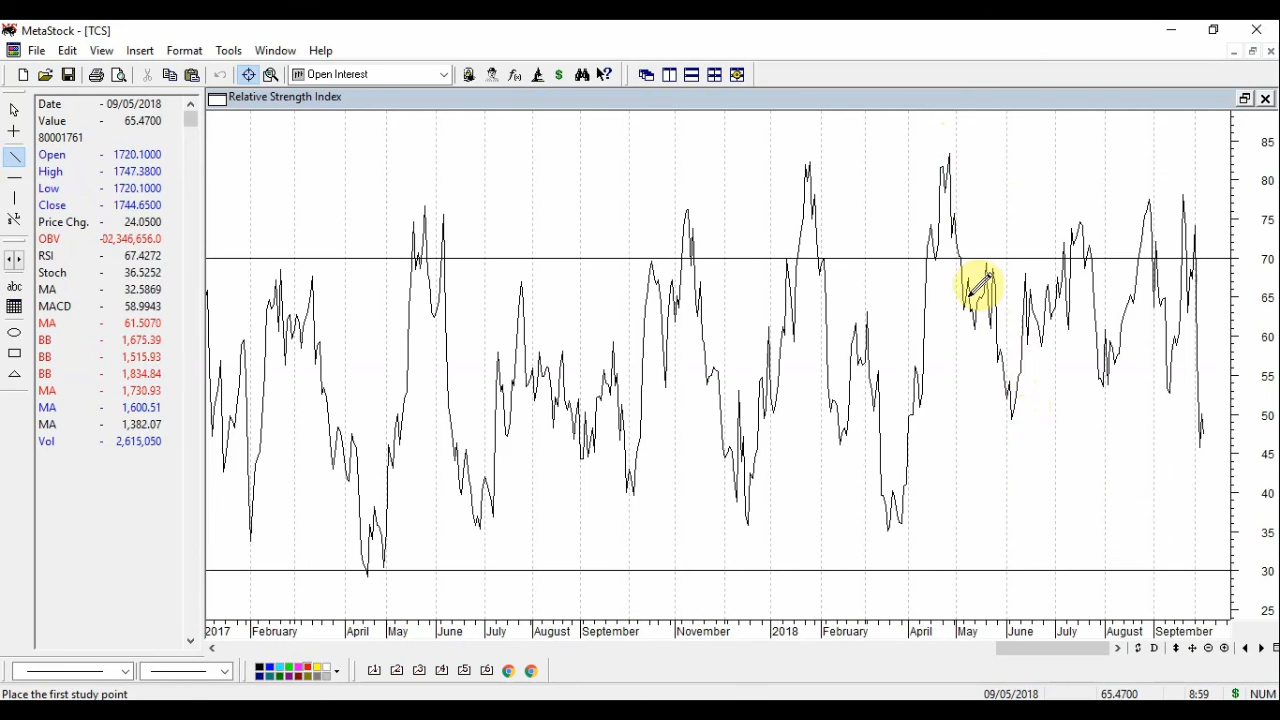 MetaStock - [TCS]
File Edit View Insert Format Tools Window Help
Open Interest
Relative Strength Index
Date - 09/05/2018
Value - 65.4700
80001761
Open - 1720.1000
High - 1747.3800
Low - 1720.1000
Close - 1744.6500
Price Chg. - 24.0500
OBV -02,346,656.0
RSI - 67.4272
Stoch - 36.5252
MA - 32.5869
MACD - 58.9943
MA - 61.5070
BB - 1,675.39
BB - 1,515.93
BB - 1,834.84
MA - 1,730.93
MA - 1,600.51
MA - 1,382.07
Vol - 2,615,050
abc
85
80
75
70
65
60
55
50
45
40
35
30
25
2017 February April May June July August September November 2018 February April May June July August September
D
1 2 3 4 5 6
Place the first study point
09/05/2018 65.4700 8:59 $ NUM